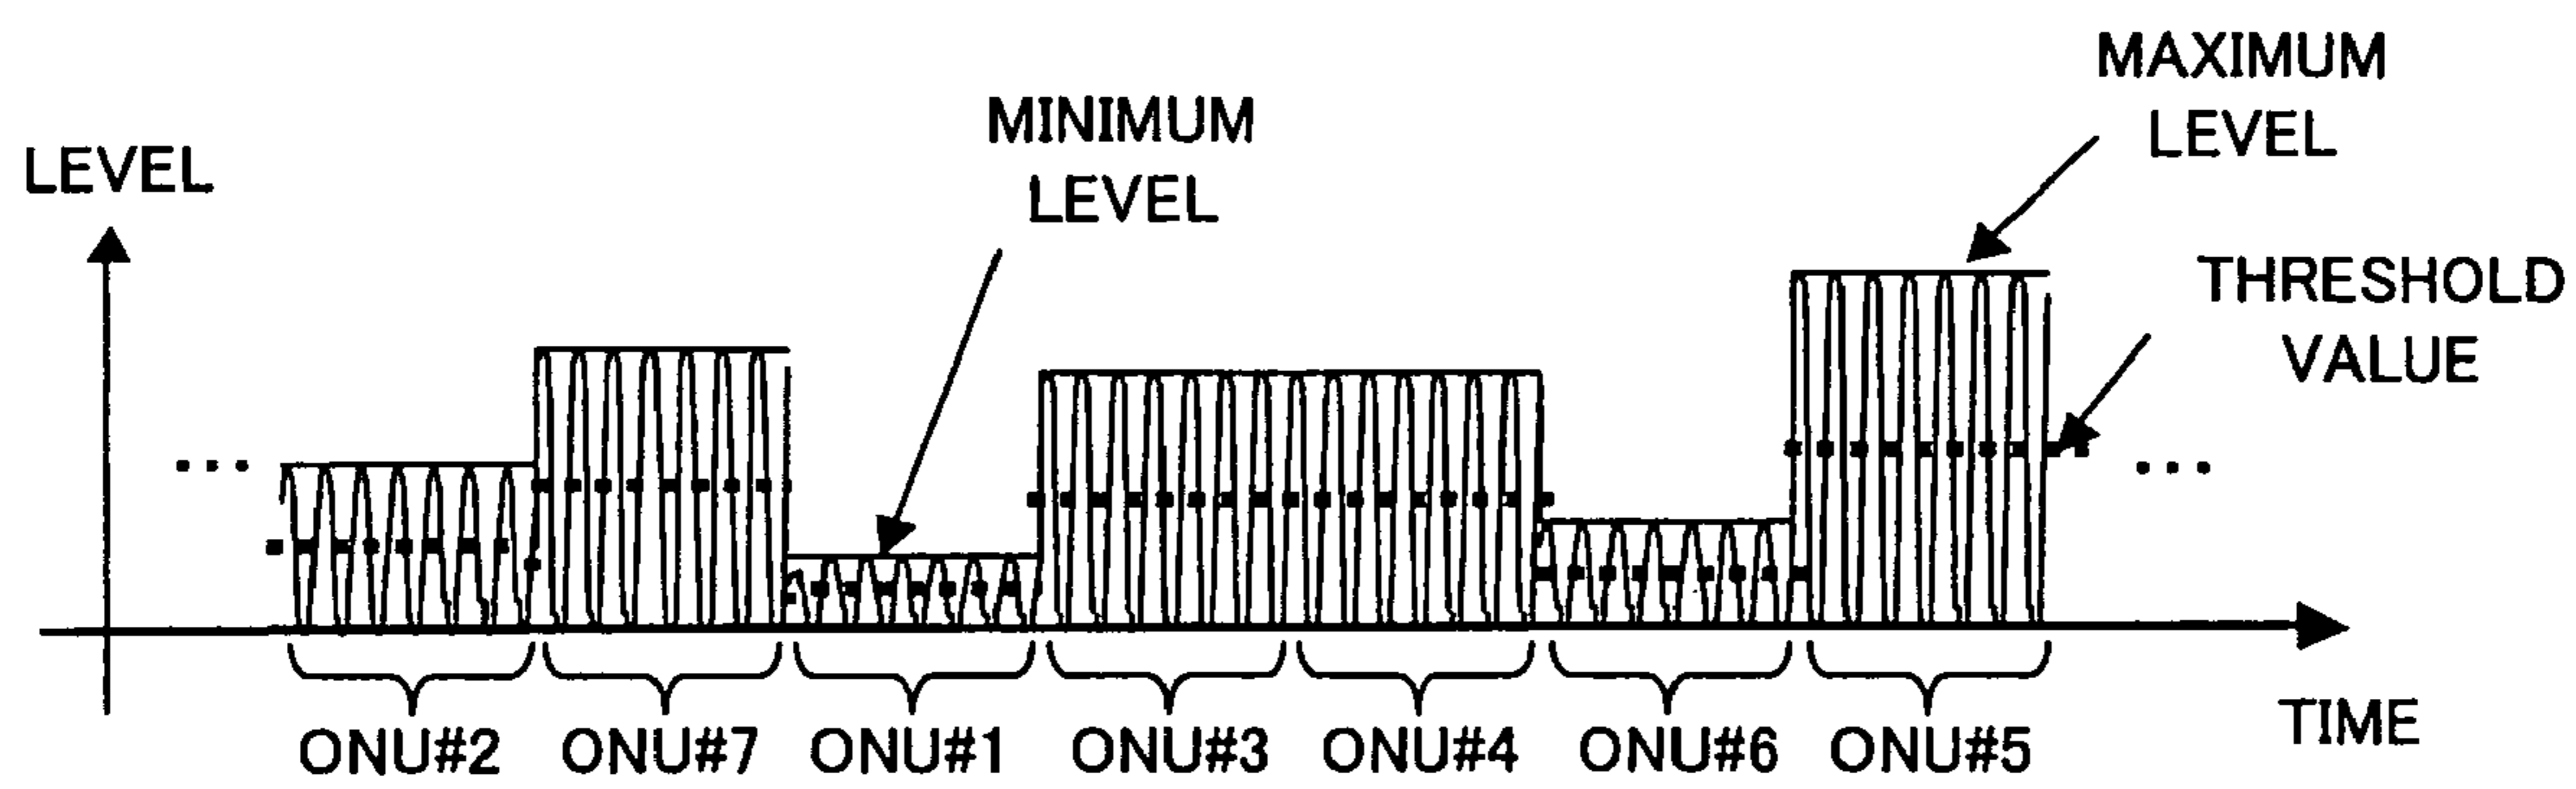 MAXIMUM
LEVEL
MINIMUM
LEVEL
LEVEL
THRESHOLD
VALUE
...
...
ONU#2 ONU#7 ONU#1 ONU#3 ONU#4 ONU#6 ONU#5
TIME